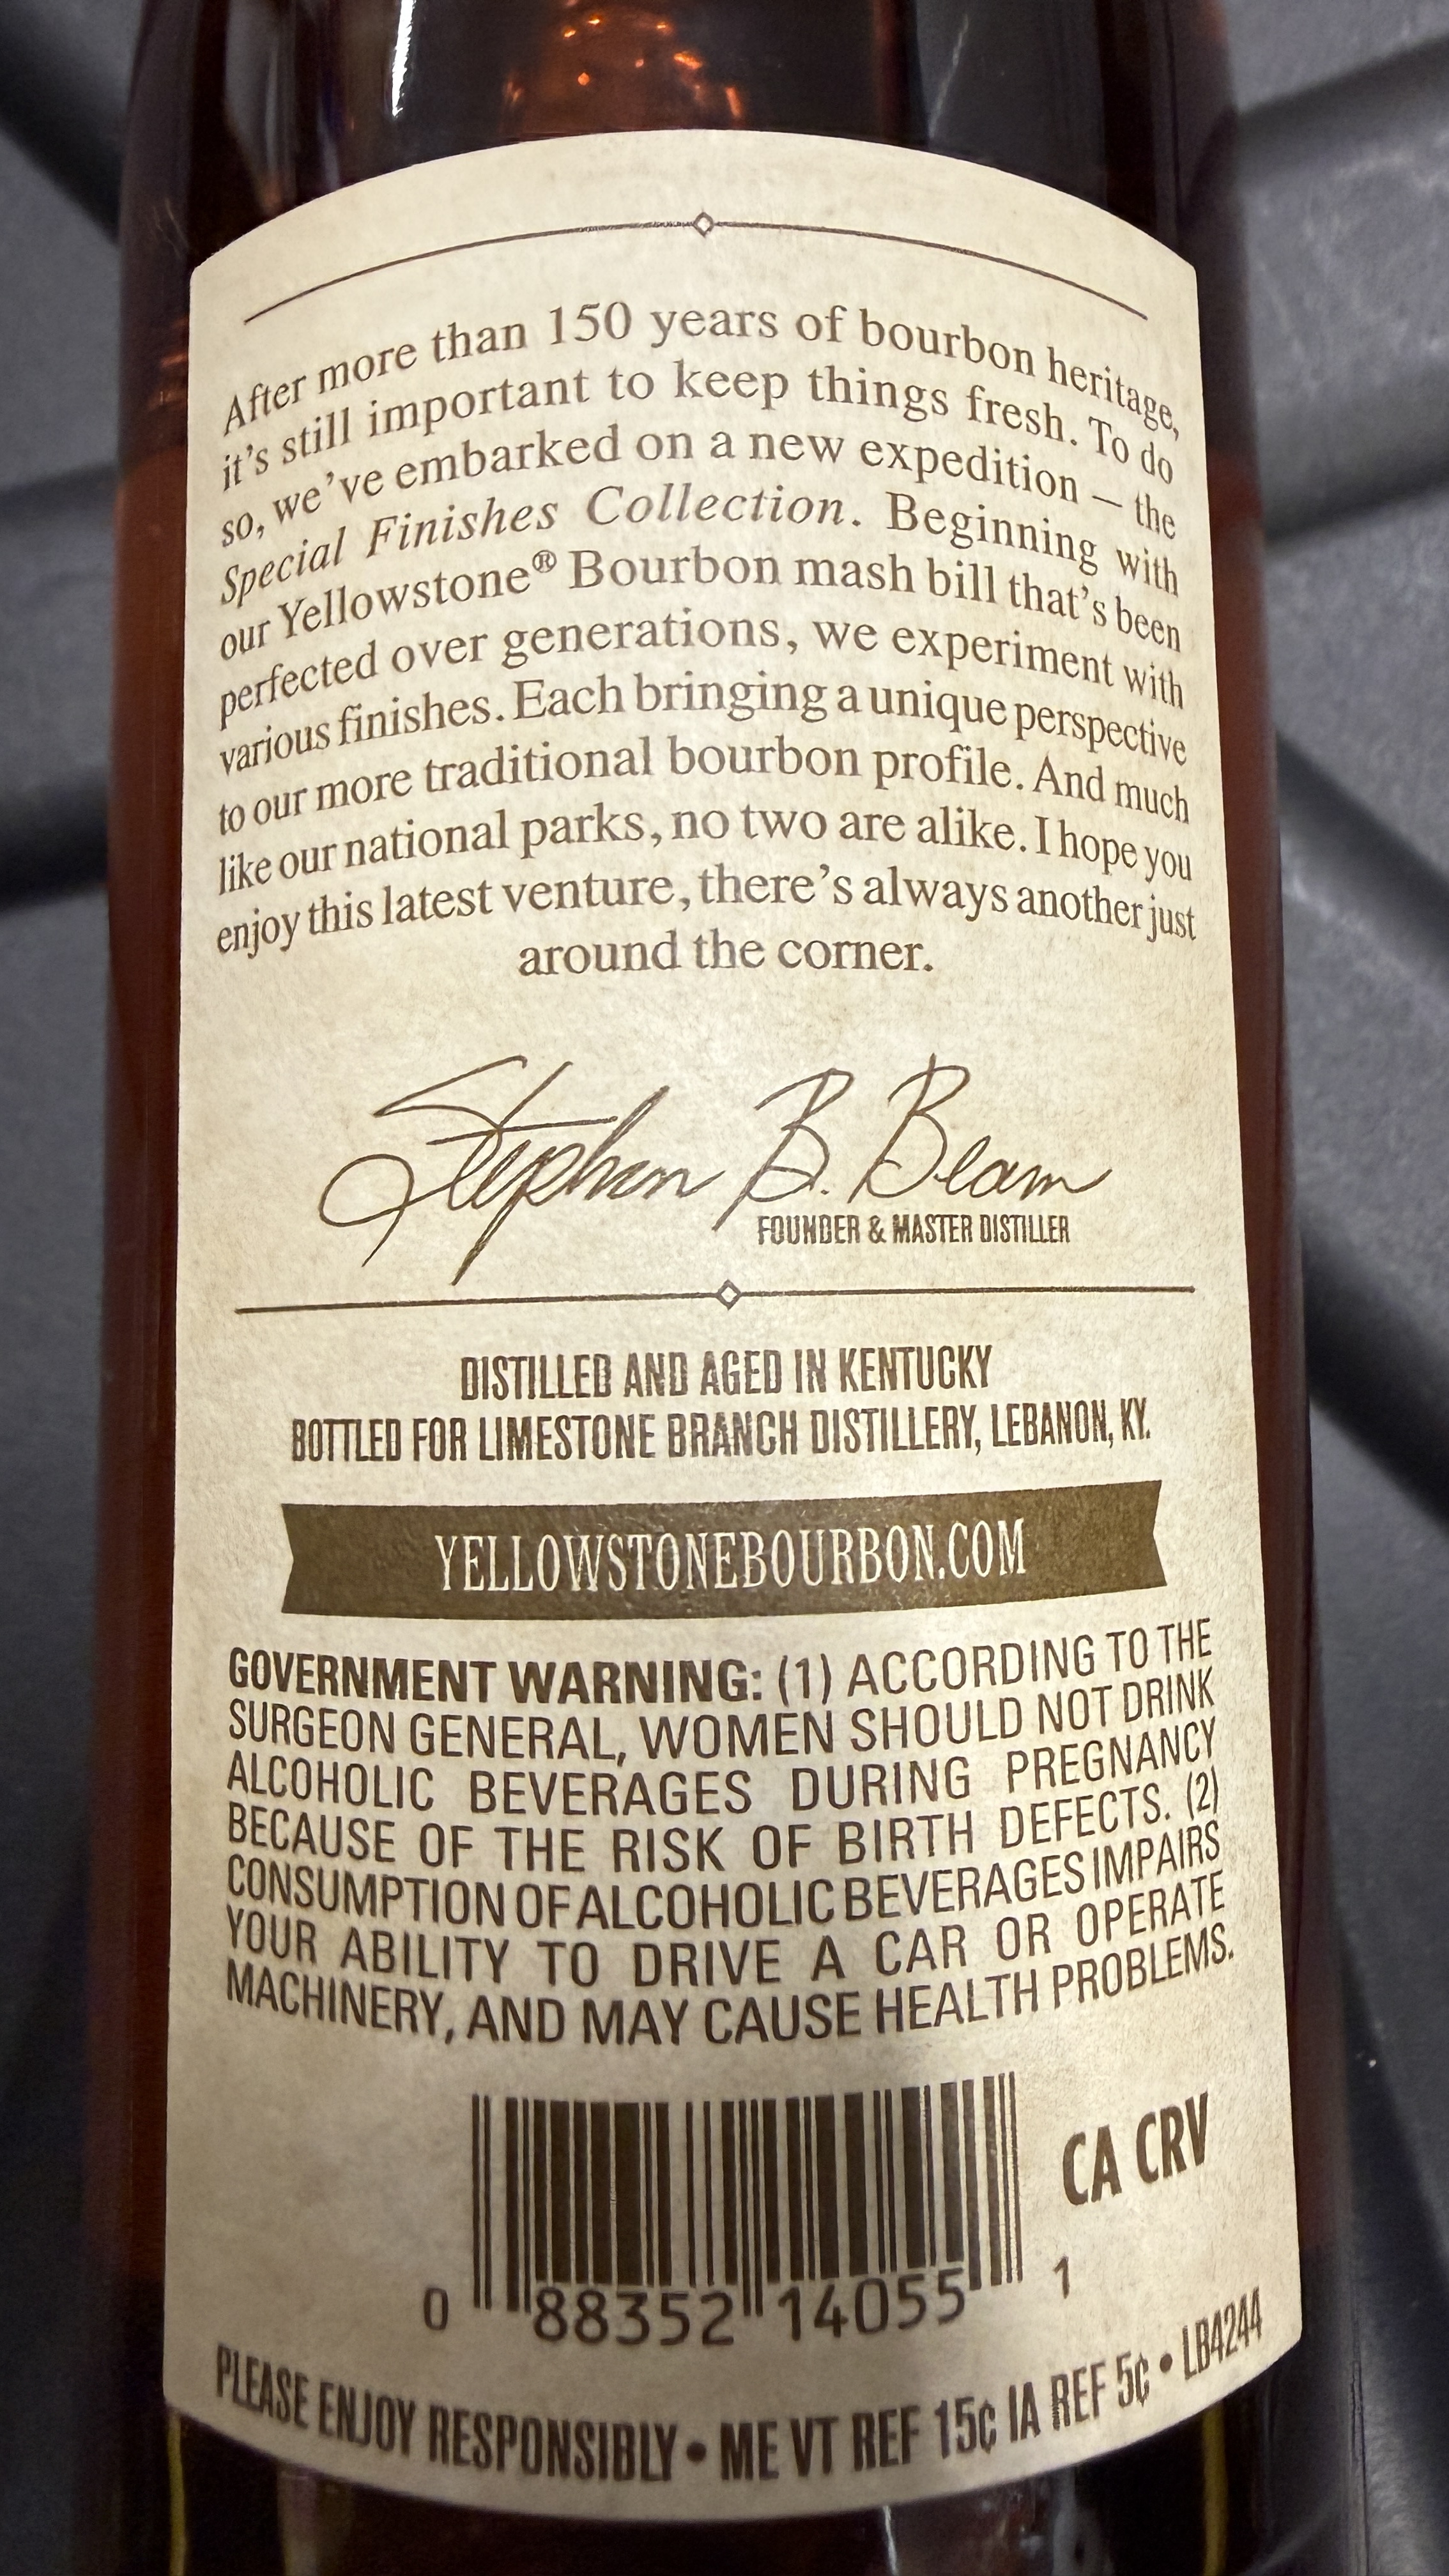 After more than 150 years of bourbon heritage,
it's still important to keep things fresh. To do
so, we've embarked on a new expedition – the
Special Finishes Collection. Beginning with
our Yellowstone® Bourbon mash bill that's been
perfected over generations, we experiment with
various finishes. Each bringing a unique perspective
to our more traditional bourbon profile. And much
like our national parks, no two are alike. I hope you
enjoy this latest venture, there's always another just
around the corner.
Stephen B. Beam
FOUNDER & MASTER DISTILLER
DISTILLED AND AGED IN KENTUCKY
BOTTLED FOR LIMESTONE BRANCH DISTILLERY, LEBANON, KY.
YELLOWSTONEBOURBON.COM
GOVERNMENT WARNING: (1) ACCORDING TO THE
SURGEON GENERAL, WOMEN SHOULD NOT DRINK
ALCOHOLIC BEVERAGES DURING PREGNANCY
BECAUSE OF THE RISK OF BIRTH DEFECTS. (2)
CONSUMPTION OF ALCOHOLIC BEVERAGES IMPAIRS
YOUR ABILITY TO DRIVE A CAR OR OPERATE
MACHINERY, AND MAY CAUSE HEALTH PROBLEMS.
CA CRV
0 88352 14055 1
PLEASE ENJOY RESPONSIBLY • ME VT REF 15¢ IA REF 5¢ • LB4244